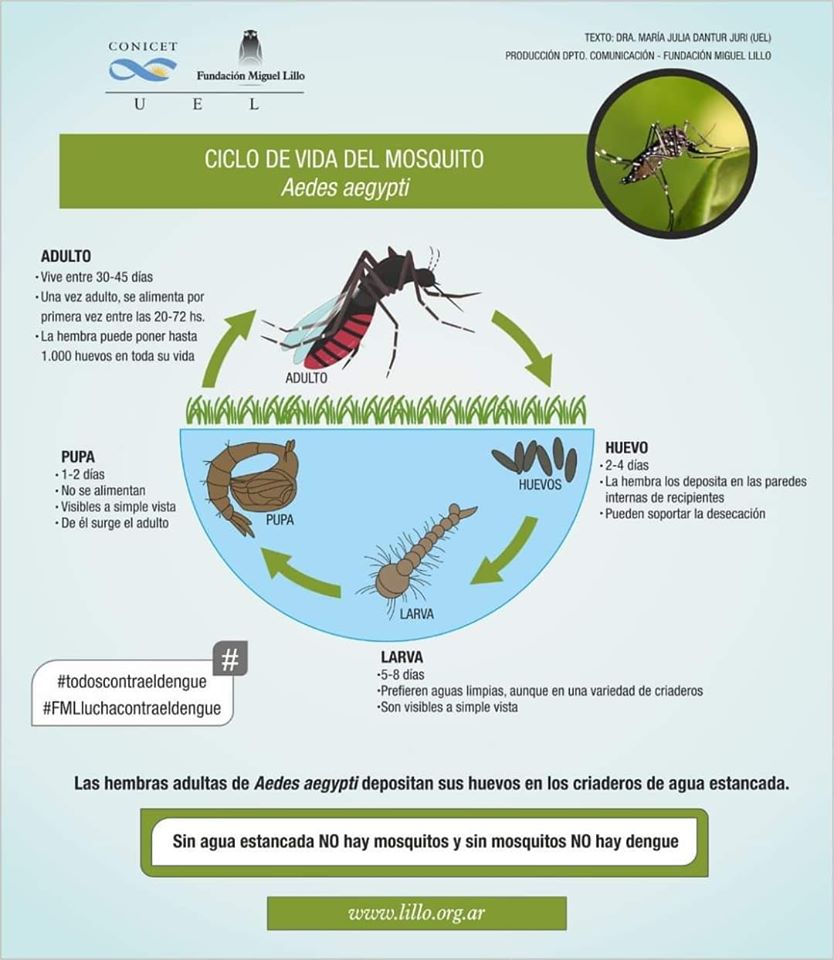 CONICET
Fundación Miguel Lillo
U E L
TEXTO: DRA. MARÍA JULIA DANTUR JURI (UEL)
PRODUCCIÓN DPTO. COMUNICACIÓN - FUNDACIÓN MIGUEL LILLO
CICLO DE VIDA DEL MOSQUITO
Aedes aegypti
ADULTO
· Vive entre 30-45 días
· Una vez adulto, se alimenta por
primera vez entre las 20-72 hs.
· La hembra puede poner hasta
1.000 huevos en toda su vida
ADULTO
PUPA
· 1-2 días
· No se alimentan
· Visibles a simple vista
· De él surge el adulto
PUPA
HUEVOS
HUEVO
· 2-4 días
· La hembra los deposita en las paredes
internas de recipientes
· Pueden soportar la desecación
LARVA
LARVA
·5-8 días
·Prefieren aguas limpias, aunque en una variedad de criaderos
·Son visibles a simple vista
#
#todoscontraeldengue
#FMLluchacontraeldengue
Las hembras adultas de Aedes aegypti depositan sus huevos en los criaderos de agua estancada.
Sin agua estancada NO hay mosquitos y sin mosquitos NO hay dengue
www.lillo.org.ar